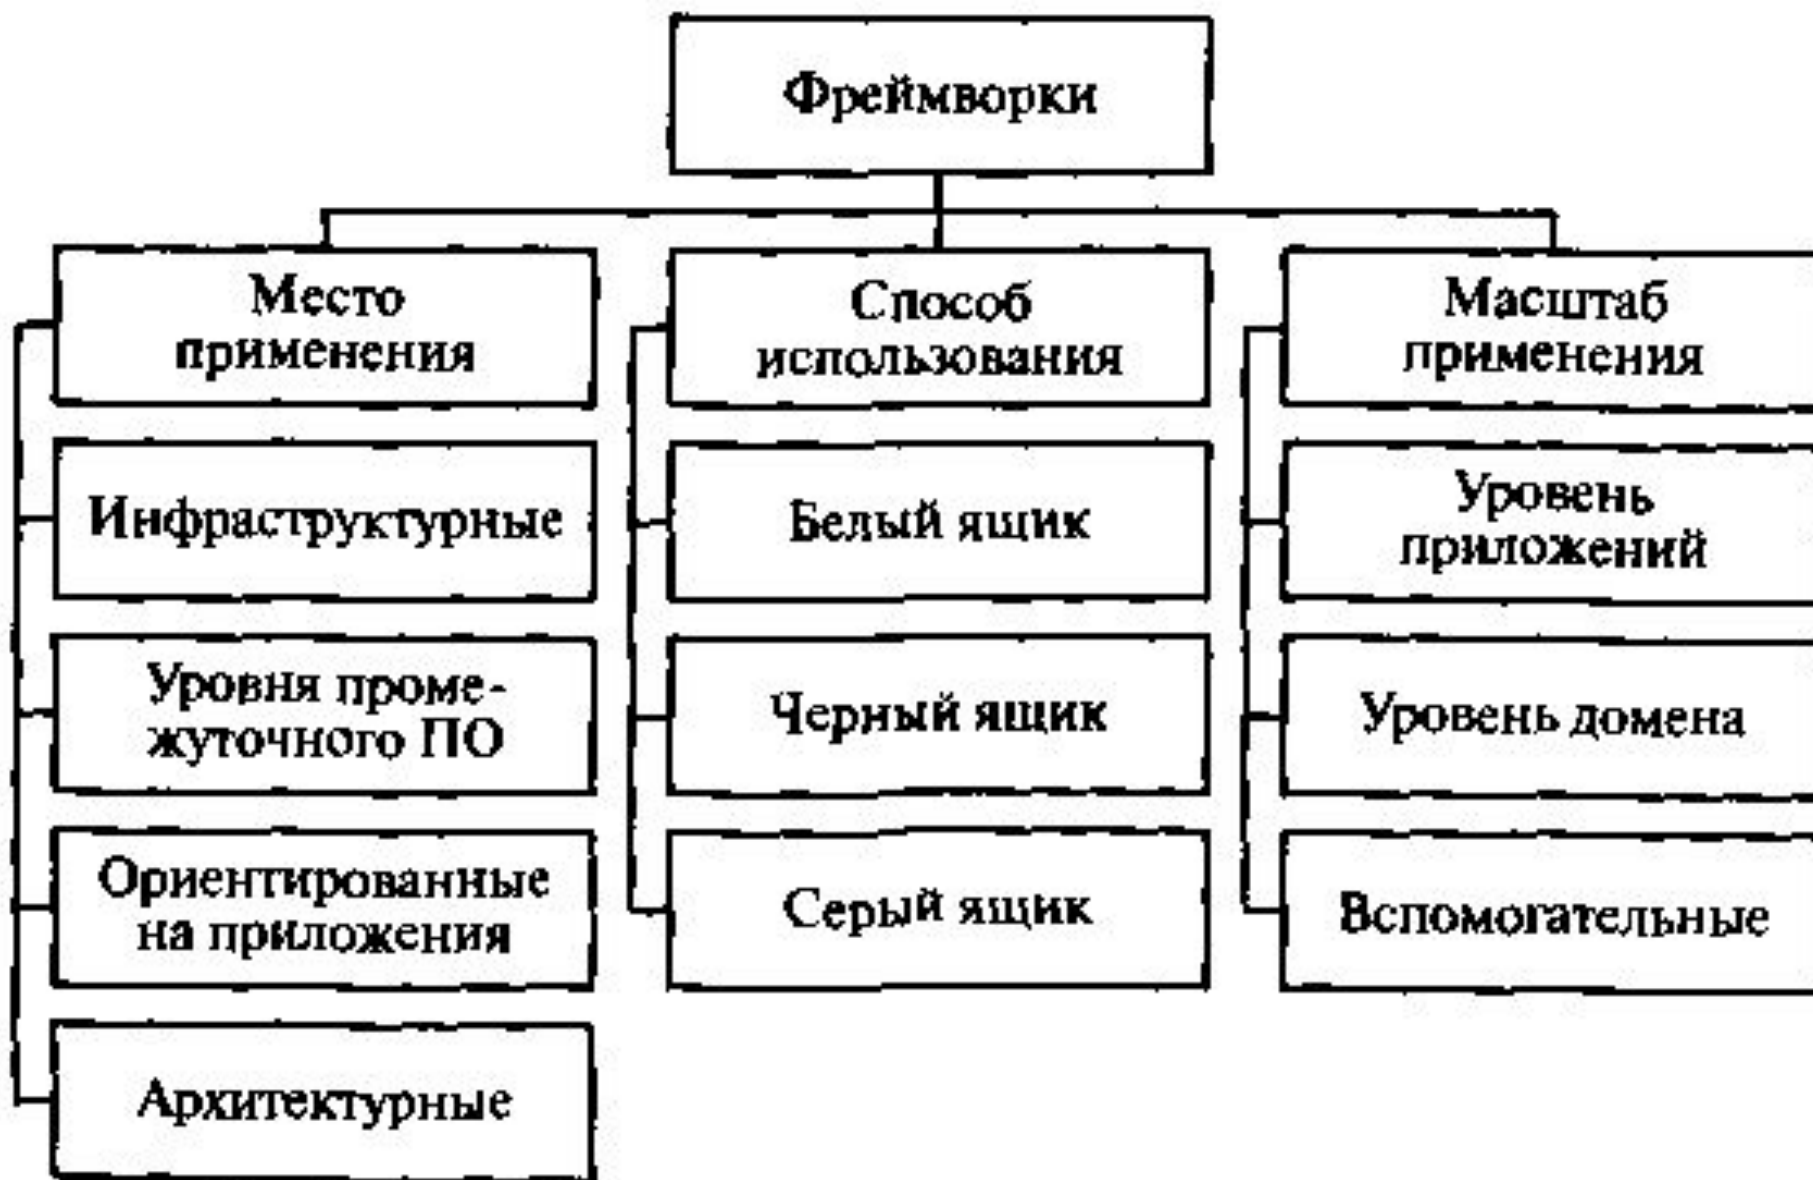 Фреймворки
Место
применения
Инфраструктурные
Уровня проме-
жуточного ПО
Ориентированные
на приложения
Архитектурные
Способ
использования
Белый ящик
Черный ящик
Серый ящик
Масштаб
применения
Уровень
приложений
Уровень домена
Вспомогательные